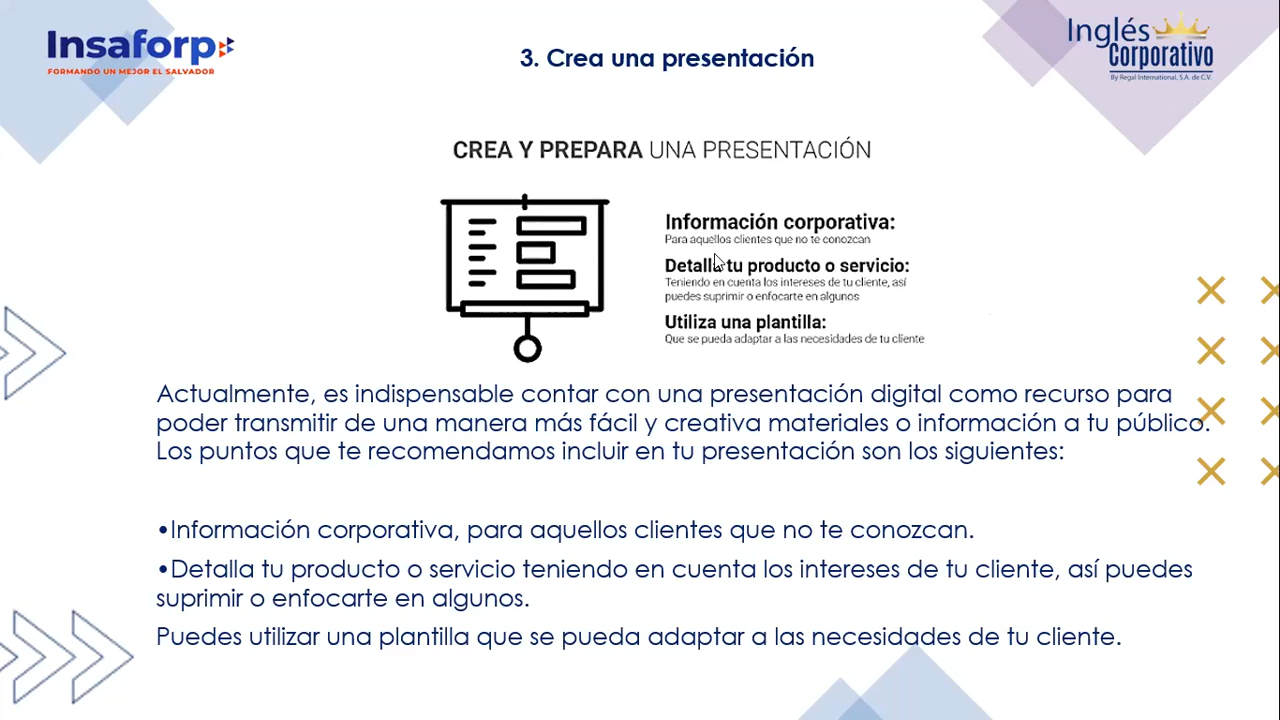 Insaforp
FORMANDO UN MEJOR EL SALVADOR
3. Crea una presentación
Inglés
Corporativo
By Regal International, S.A. de C.V.
CREA Y PREPARA UNA PRESENTACIÓN
Información corporativa:
Para aquellos clientes que no te conozcan
Detalla tu producto o servicio:
Teniendo en cuenta los intereses de tu cliente, así
puedes suprimir o enfocarte en algunos
Utiliza una plantilla:
Que se pueda adaptar a las necesidades de tu cliente
Actualmente, es indispensable contar con una presentación digital como recurso para
poder transmitir de una manera más fácil y creativa materiales o información a tu público.
Los puntos que te recomendamos incluir en tu presentación son los siguientes:
•Información corporativa, para aquellos clientes que no te conozcan.
•Detalla tu producto o servicio teniendo en cuenta los intereses de tu cliente, así puedes
suprimir o enfocarte en algunos.
Puedes utilizar una plantilla que se pueda adaptar a las necesidades de tu cliente.